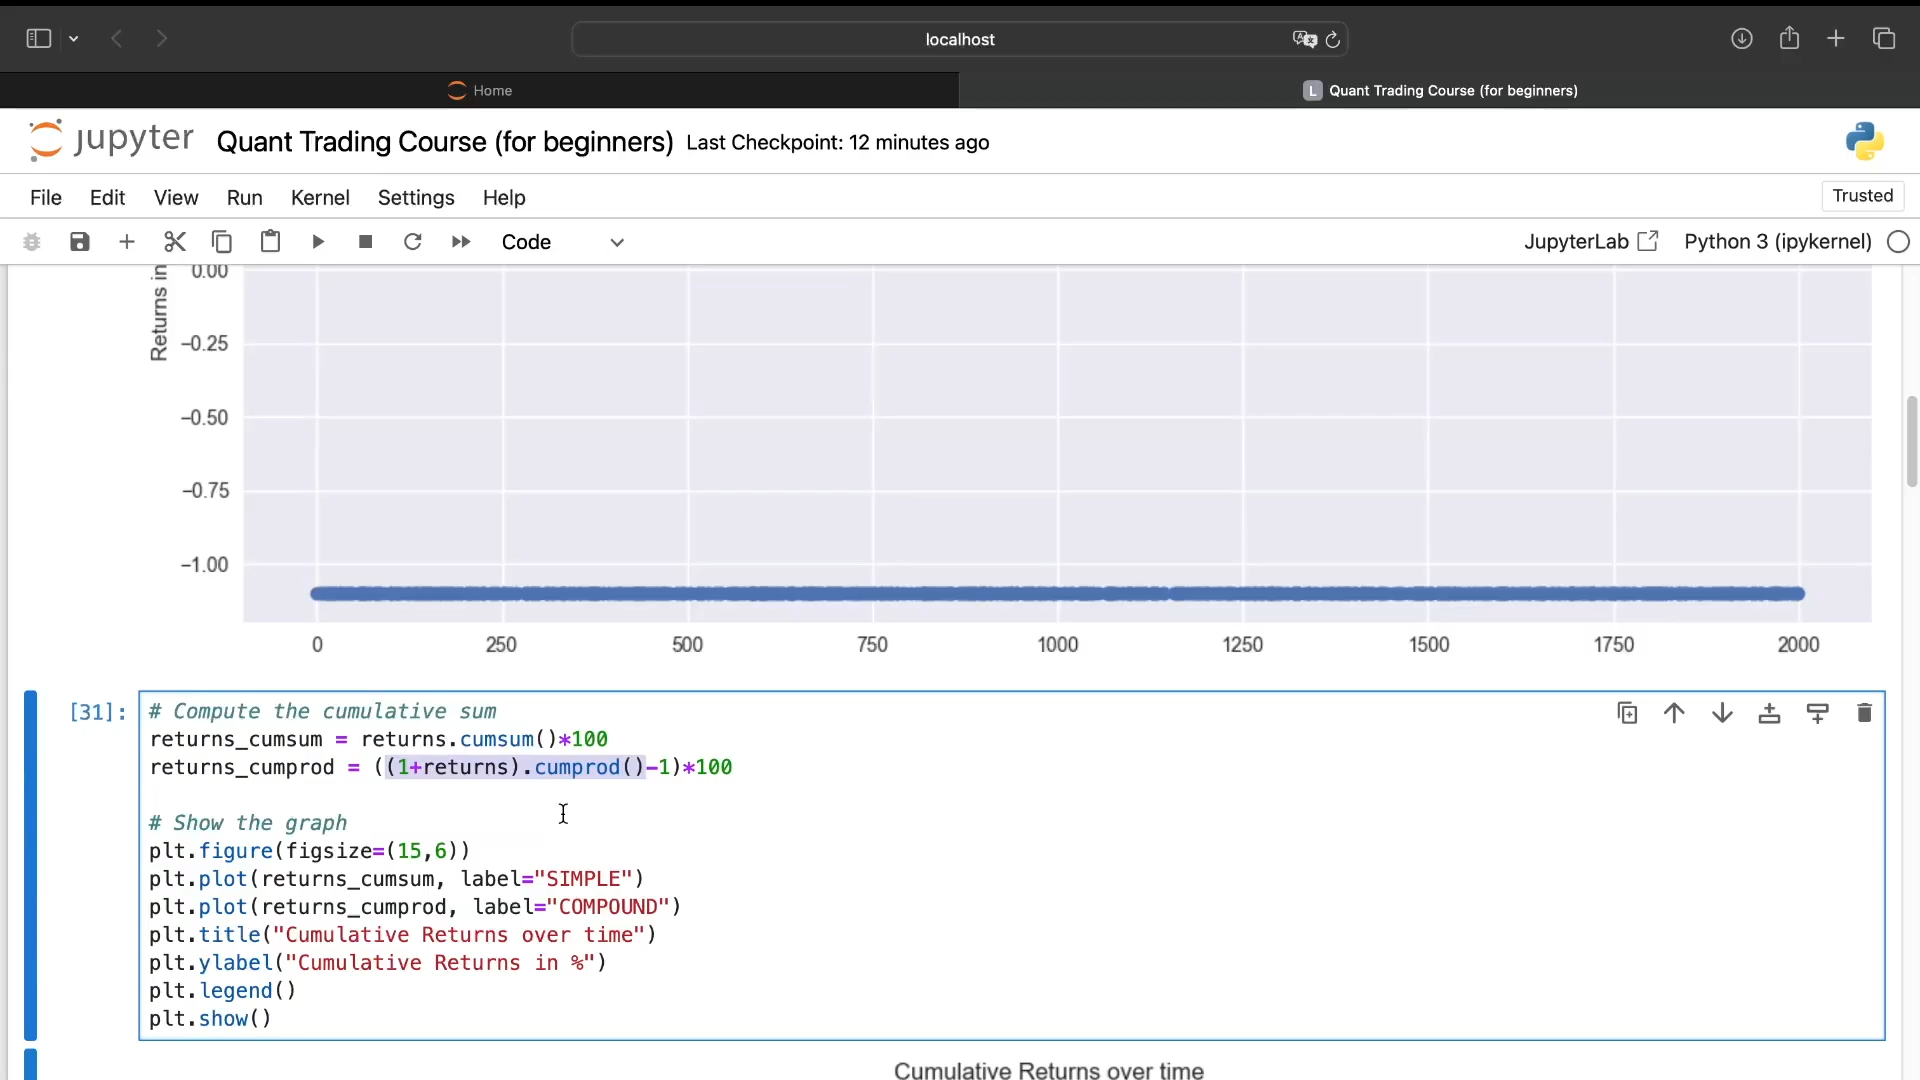 localhost
Home
L Quant Trading Course (for beginners)
jupyter Quant Trading Course (for beginners) Last Checkpoint: 12 minutes ago
File Edit View Run Kernel Settings Help
Trusted
Code
JupyterLab Python 3 (ipykernel)
Returns in
0.00
−0.25
−0.50
−0.75
−1.00
0 250 500 750 1000 1250 1500 1750 2000
[31]:
# Compute the cumulative sum
returns_cumsum = returns.cumsum()*100
returns_cumprod = ((1+returns).cumprod()-1)*100
# Show the graph
plt.figure(figsize=(15,6))
plt.plot(returns_cumsum, label="SIMPLE")
plt.plot(returns_cumprod, label="COMPOUND")
plt.title("Cumulative Returns over time")
plt.ylabel("Cumulative Returns in %")
plt.legend()
plt.show()
Cumulative Returns over time